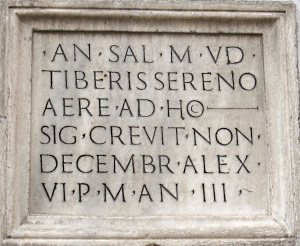 ·AN·SAL·M·VD·
TIBERIS SERENO
AERE·AD·HO
SIG·CREVIT·NON·
DECEMBR·ALEX·
VI·P·M·AN·III~